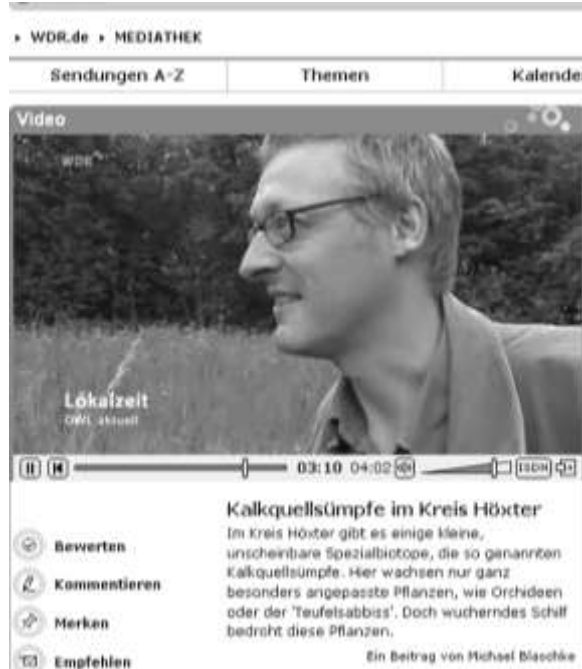 ▸ WDR.de ▸ MEDIATHEK
Sendungen A-Z Themen Kalende
Video
WDR
Lokalzeit
OWL aktuell
03:10 04:02 ISDN
Kalkquellsümpfe im Kreis Höxter
Im Kreis Höxter gibt es einige kleine,
unscheinbare Spezialbiotope, die so genannten
Kalkquellsümpfe. Hier wachsen nur ganz
besonders angepasste Pflanzen, wie Orchideen
oder der 'Teufelsabbiss'. Doch wucherndes Schilf
bedroht diese Pflanzen.
Ein Beitrag von Michael Blaschke
Bewerten
Kommentieren
Merken
Empfehlen